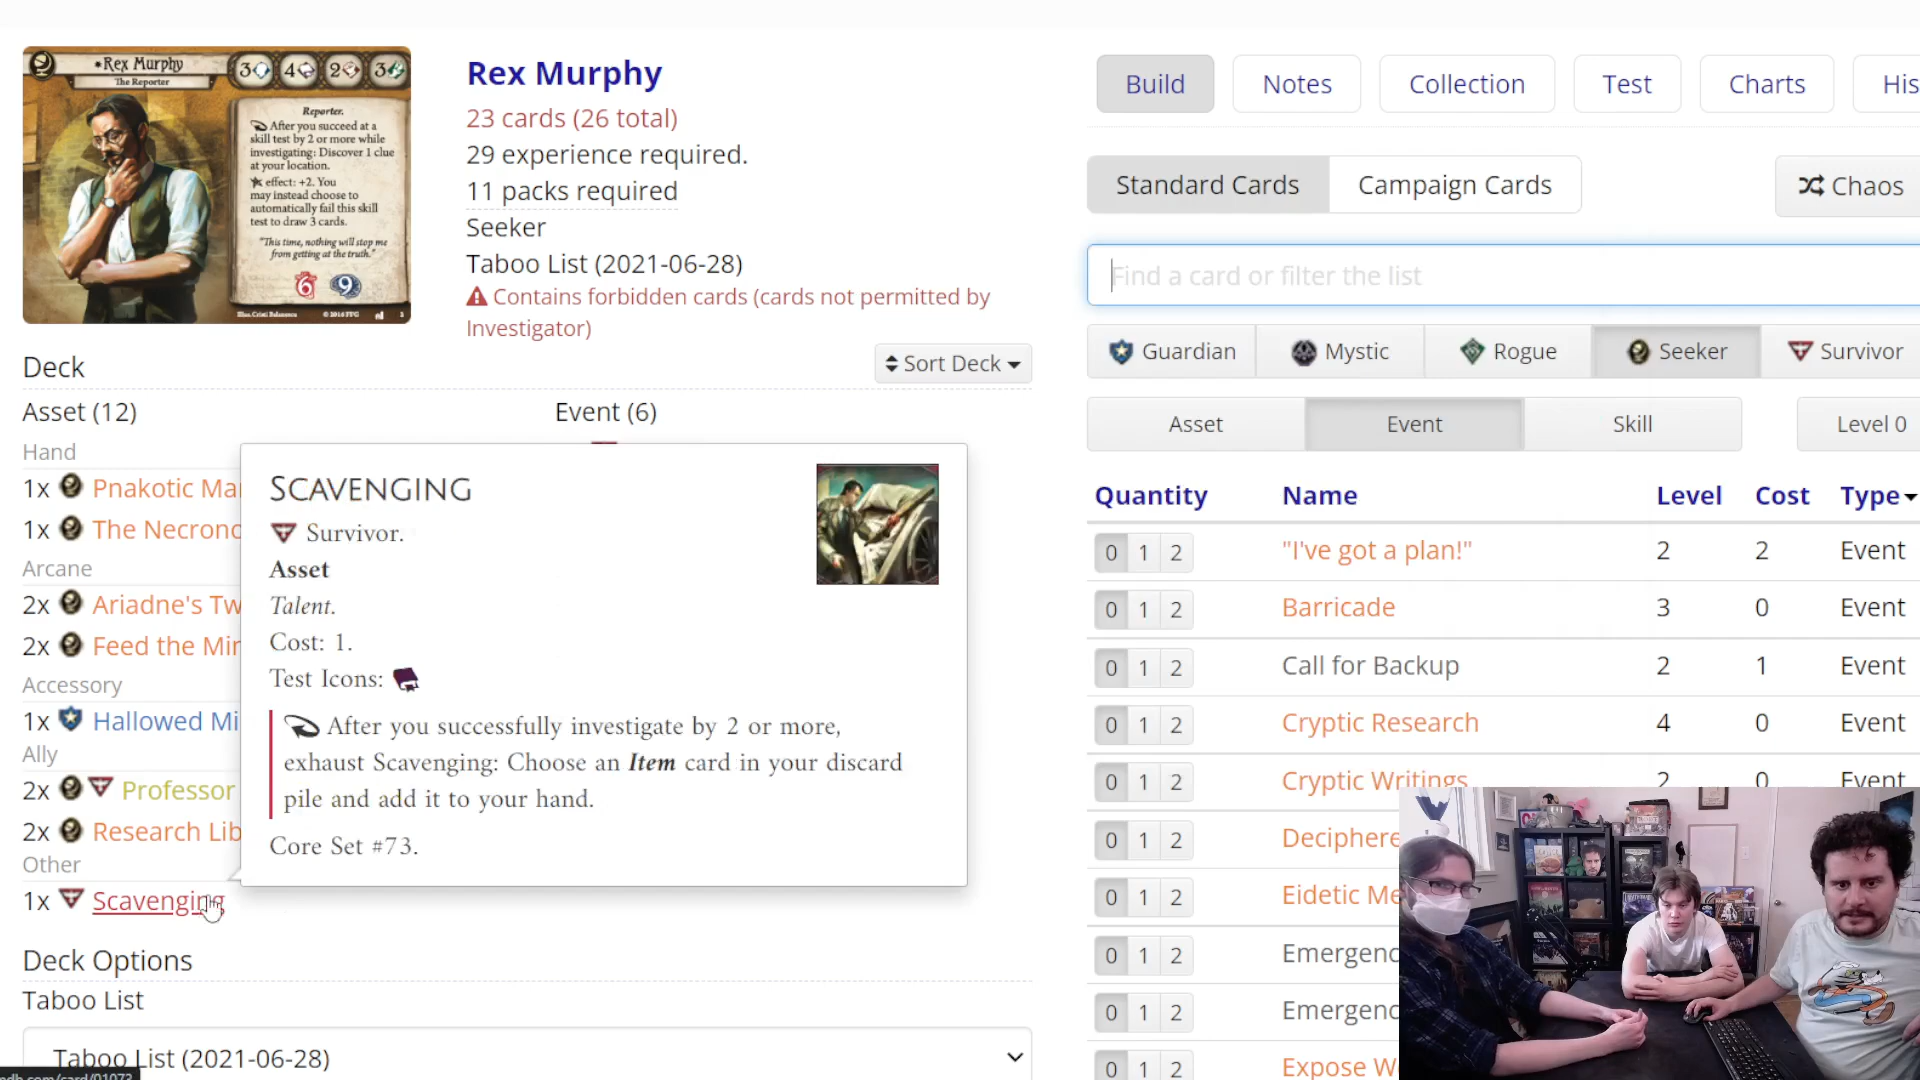 Rex Murphy
The Reporter
3 4 2 3
Reporter.
After you succeed at a
skill test by 2 or more while
investigating: Discover 1 clue
at your location.
effect: +2. You
may instead choose to
automatically fail this skill
test to draw 3 cards.
"This time, nothing will stop me
from getting at the truth."
6 9
Rex Murphy
23 cards (26 total)
29 experience required.
11 packs required
Seeker
Taboo List (2021-06-28)
Contains forbidden cards (cards not permitted by
Investigator)
Deck
Sort Deck
Asset (12)
Event (6)
Hand
1x Pnakotic Ma
1x The Necrono
Arcane
2x Ariadne's Tw
2x Feed the Mi
Accessory
1x Hallowed Mi
Ally
2x Professor
2x Research Lib
Other
1x Scavenging
SCAVENGING
Survivor.
Asset
Talent.
Cost: 1.
Test Icons:
After you successfully investigate by 2 or more,
exhaust Scavenging: Choose an Item card in your discard
pile and add it to your hand.
Core Set #73.
Deck Options
Taboo List
Taboo List (2021-06-28)
Build Notes Collection Test Charts His
Standard Cards Campaign Cards Chaos
Find a card or filter the list
Guardian Mystic Rogue Seeker Survivor
Asset Event Skill Level 0
Quantity Name Level Cost Type
0 1 2 "I've got a plan!" 2 2 Event
0 1 2 Barricade 3 0 Event
0 1 2 Call for Backup 2 1 Event
0 1 2 Cryptic Research 4 0 Event
0 1 2 Cryptic Writings 2 0 Event
0 1 2 Deciphere
0 1 2 Eidetic Me
0 1 2 Emergenc
0 1 2 Emergenc
0 1 2 Expose W